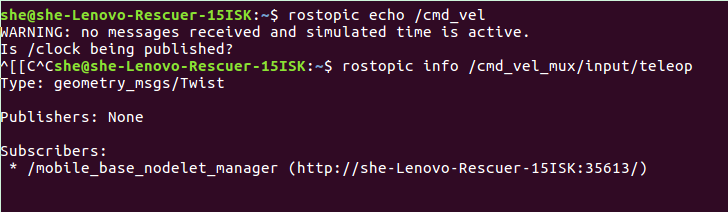 she@she-Lenovo-Rescuer-15ISK:~$ rostopic echo /cmd_vel
WARNING: no messages received and simulated time is active.
Is /clock being published?
^[[C^Cshe@she-Lenovo-Rescuer-15ISK:~$ rostopic info /cmd_vel_mux/input/teleop
Type: geometry_msgs/Twist
Publishers: None
Subscribers:
 * /mobile_base_nodelet_manager (http://she-Lenovo-Rescuer-15ISK:35613/)